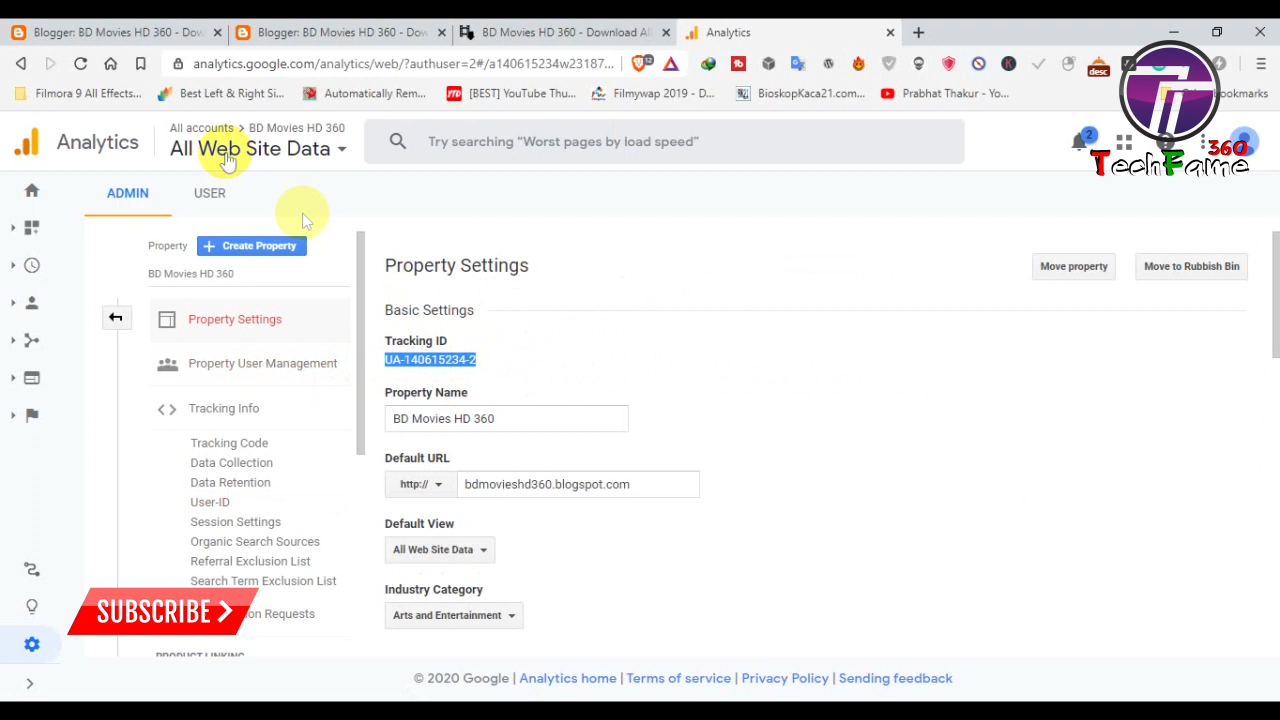 Blogger: BD Movies HD 360 - Dow
Blogger: BD Movies HD 360 - Dow
BD Movies HD 360 - Download All
Analytics
analytics.google.com/analytics/web/?authuser=2#/a140615234w23187...
12
desc
Filmora 9 All Effects...
Best Left & Right Si...
Automatically Rem...
[BEST] YouTube Thu...
Filmywap 2019 - D...
BioskopKaca21.com...
Prabhat Thakur - Yo...
bookmarks
Analytics
All accounts > BD Movies HD 360
All Web Site Data
Try searching "Worst pages by load speed"
2
360
TechFame
ADMIN
USER
Property
+ Create Property
BD Movies HD 360
Property Settings
Property User Management
Tracking Info
Tracking Code
Data Collection
Data Retention
User-ID
Session Settings
Organic Search Sources
Referral Exclusion List
Search Term Exclusion List
on Requests
PRODUCT LINKING
SUBSCRIBE
Property Settings
Move property
Move to Rubbish Bin
Basic Settings
Tracking ID
UA-140615234-2
Property Name
BD Movies HD 360
Default URL
http://
bdmovieshd360.blogspot.com
Default View
All Web Site Data
Industry Category
Arts and Entertainment
© 2020 Google | Analytics home | Terms of service | Privacy Policy | Sending feedback